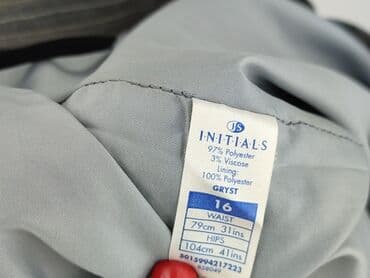 JS
INITIALS
97% Polyester
3% Viscose
Lining:
100% Polyester
GRYST
16
WAIST
79cm 31ins
HIPS
104cm 41ins
5015994217223